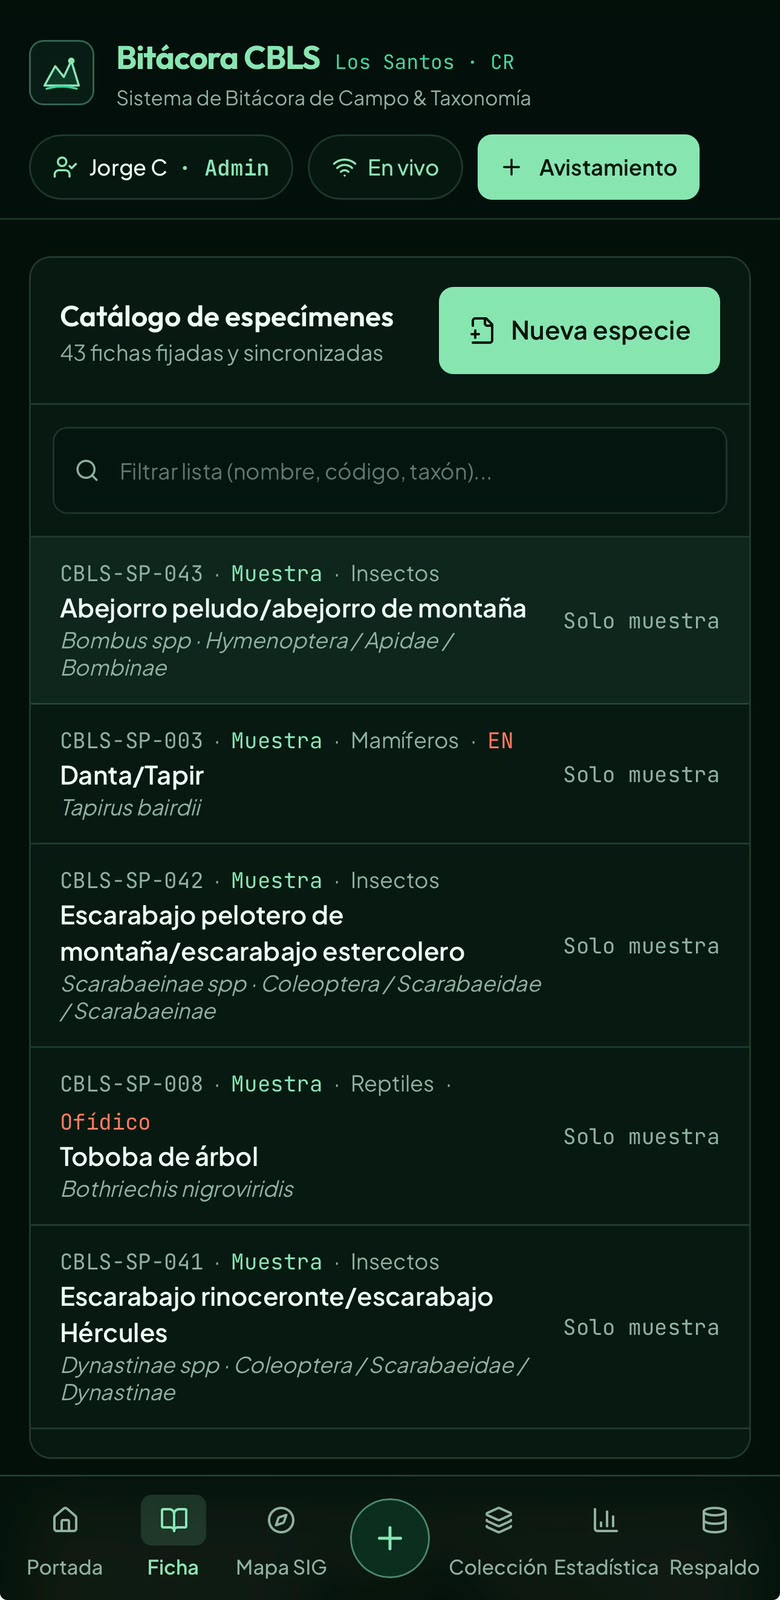 Bitácora CBLS Los Santos · CR
Sistema de Bitácora de Campo & Taxonomía
Jorge C · Admin
En vivo
+ Avistamiento
Catálogo de especímenes
43 fichas fijadas y sincronizadas
Nueva especie
Filtrar lista (nombre, código, taxón)...
CBLS-SP-043 · Muestra · Insectos
Abejorro peludo/abejorro de montaña
Bombus spp · Hymenoptera / Apidae /
Bombinae
Solo muestra
CBLS-SP-003 · Muestra · Mamíferos · EN
Danta/Tapir
Tapirus bairdii
Solo muestra
CBLS-SP-042 · Muestra · Insectos
Escarabajo pelotero de
montaña/escarabajo estercolero
Scarabaeinae spp · Coleoptera / Scarabaeidae
/ Scarabaeinae
Solo muestra
CBLS-SP-008 · Muestra · Reptiles ·
Ofídico
Toboba de árbol
Bothriechis nigroviridis
Solo muestra
CBLS-SP-041 · Muestra · Insectos
Escarabajo rinoceronte/escarabajo
Hércules
Dynastinae spp · Coleoptera / Scarabaeidae /
Dynastinae
Solo muestra
Portada
Ficha
Mapa SIG
+
Colección
Estadística
Respaldo